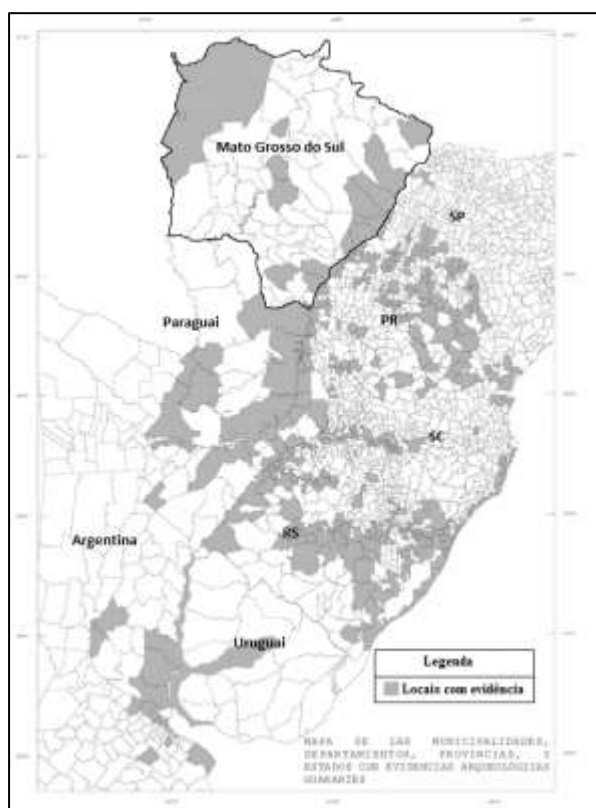 Mato Grosso do Sul
SP
Paraguai
PR
SC
Argentina
RS
Uruguai
Legenda
Locais com evidência
MAPA DE LAS MUNICIPALIDADES,
DEPARTAMENTOS, PROVINCIAS, E
ESTADOS CON EVIDENCIAS ARQUEOLÓGICAS
GUARANÍES